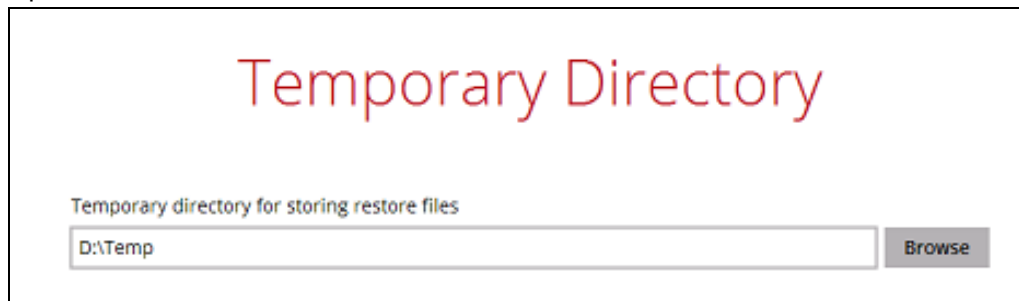 Temporary Directory
Temporary directory for storing restore files
D:\Temp
Browse